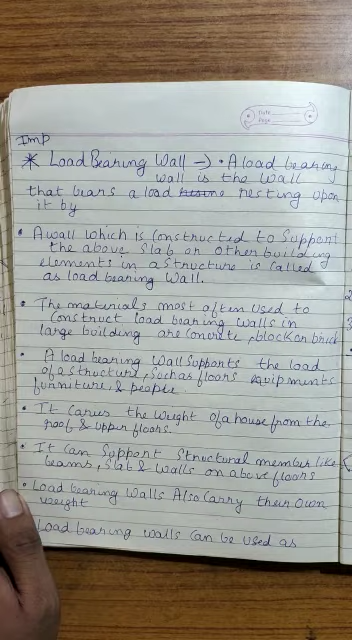 Date
Page
Imp
* Load Bearing Wall → • A load bearing
wall is the wall
that bears a load resting upon
it by
• A wall which is constructed to Support
the above slab or other building
elements in a structure is called
as load bearing wall.
• The materials most often used to
construct load bearing walls in
large building are concrete, block or brick
• A load bearing wall supports the load
of a structure, such as floors equipments
furniture, & people.
• It caries the weight of a house from the
roof & upper floors.
• It can Support Structural member like
beams, slab & walls on above floors
• Load bearing walls Also Carry their own
weight
Load bearing walls can be used as